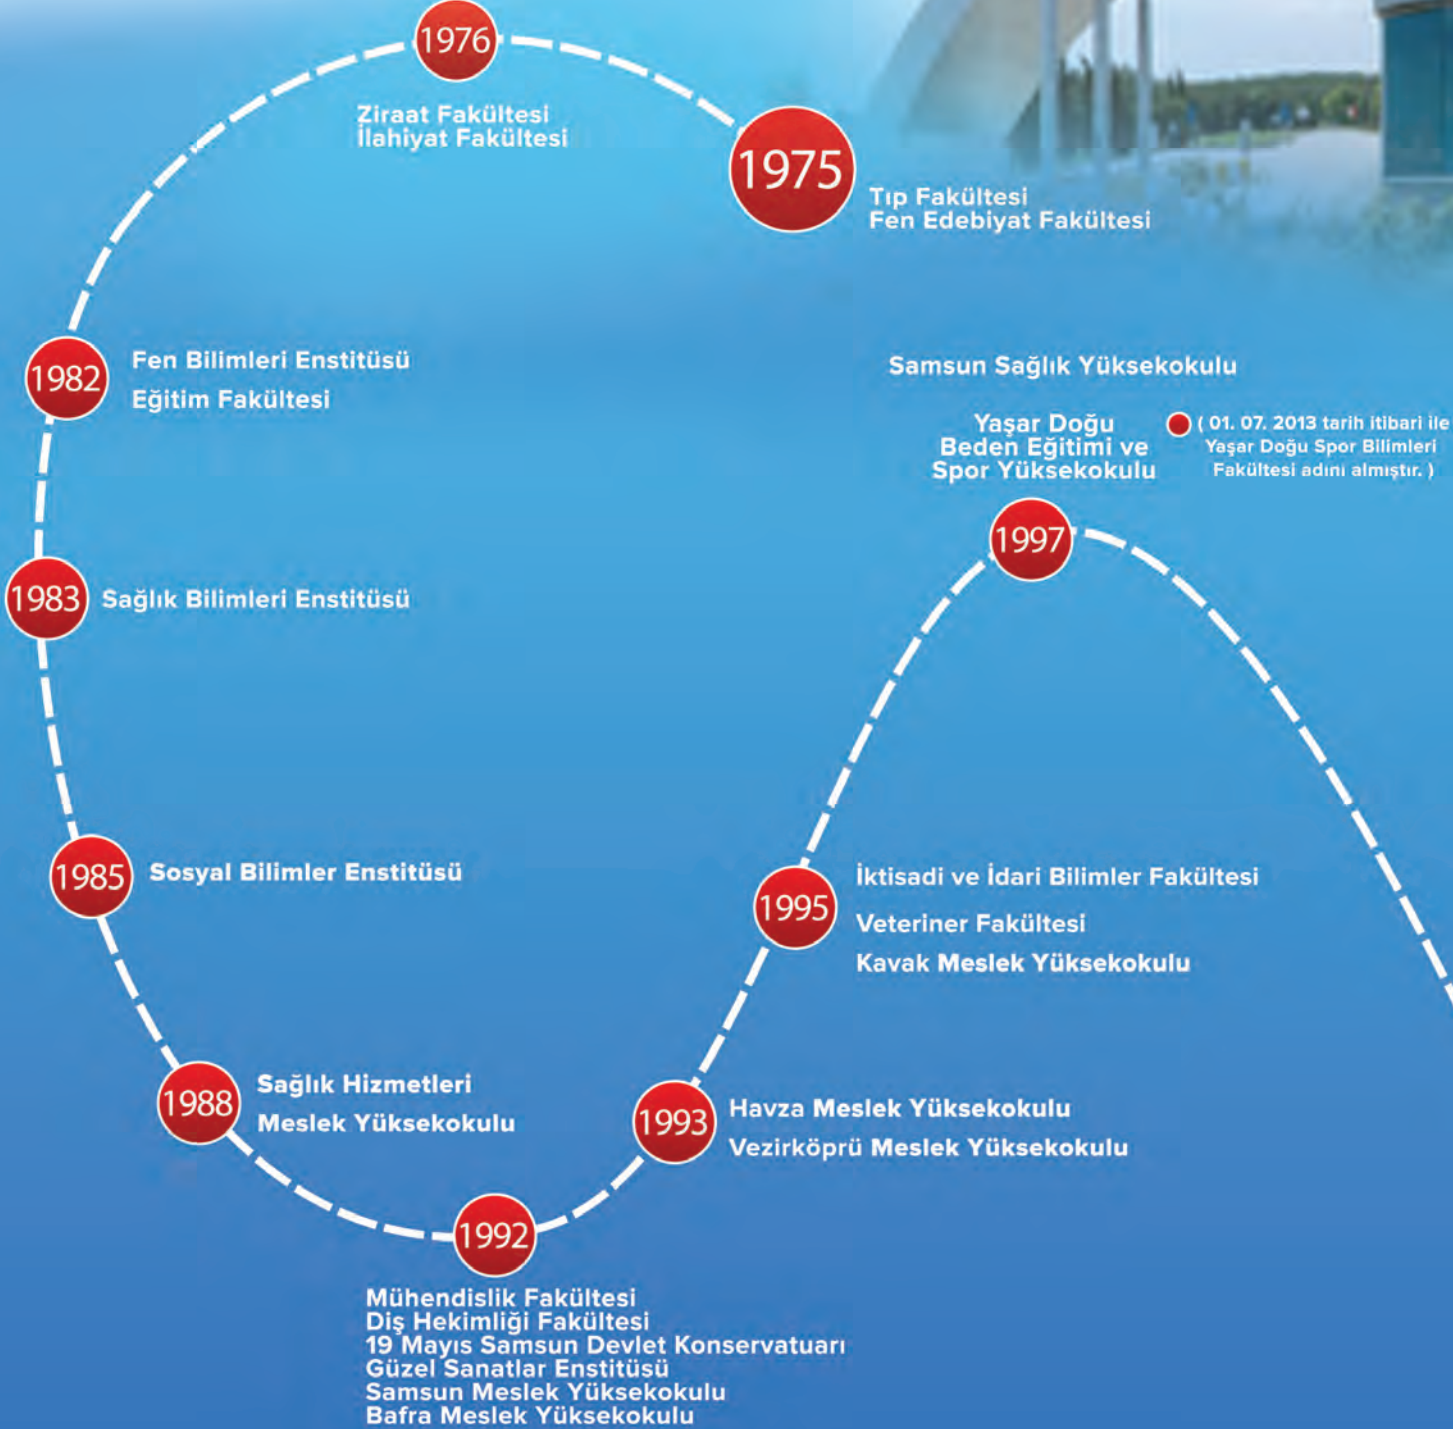 1976
Ziraat Fakültesi
İlahiyat Fakültesi
1975
Tıp Fakültesi
Fen Edebiyat Fakültesi
1982
Fen Bilimleri Enstitüsü
Eğitim Fakültesi
1983
Sağlık Bilimleri Enstitüsü
1985
Sosyal Bilimler Enstitüsü
1988
Sağlık Hizmetleri
Meslek Yüksekokulu
1992
Mühendislik Fakültesi
Diş Hekimliği Fakültesi
19 Mayıs Samsun Devlet Konservatuarı
Güzel Sanatlar Enstitüsü
Samsun Meslek Yüksekokulu
Bafra Meslek Yüksekokulu
1993
Havza Meslek Yüksekokulu
Vezirköprü Meslek Yüksekokulu
1995
İktisadi ve İdari Bilimler Fakültesi
Veteriner Fakültesi
Kavak Meslek Yüksekokulu
Samsun Sağlık Yüksekokulu
Yaşar Doğu
Beden Eğitimi ve
Spor Yüksekokulu
( 01. 07. 2013 tarih itibari ile
Yaşar Doğu Spor Bilimleri
Fakültesi adını almıştır. )
1997